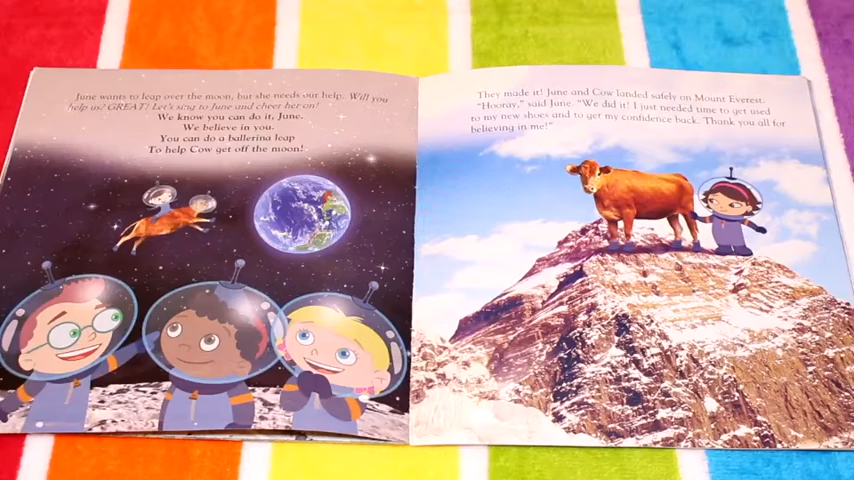 June wants to leap over the moon, but she needs our help. Will you
help us? GREAT! Let's sing to June and cheer her on!
We know you can do it, June.
We believe in you.
You can do a ballerina leap
To help Cow get off the moon!
They made it! June and Cow landed safely on Mount Everest.
"Hooray," said June. "We did it! I just needed time to get used
to my new shoes and to get my confidence back. Thank you all for
believing in me!"